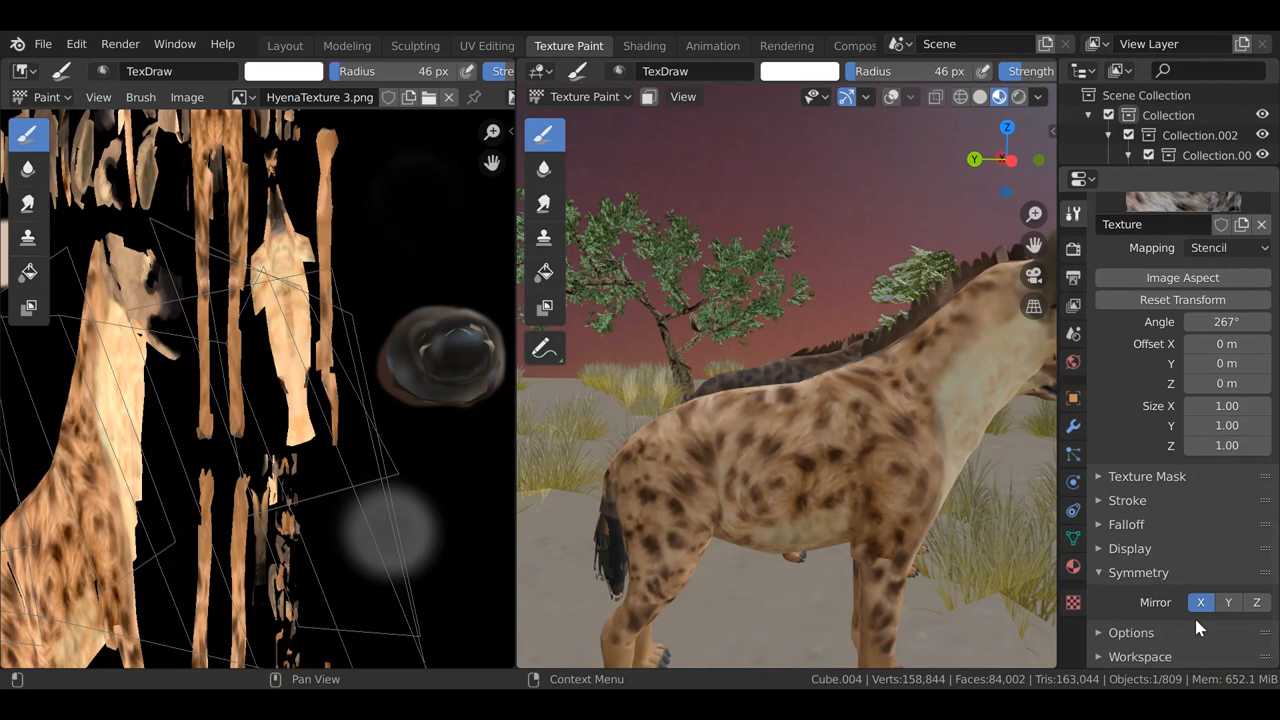 File Edit Render Window Help Layout Modeling Sculpting UV Editing Texture Paint Shading Animation Rendering Compos Scene View Layer
TexDraw Radius 46 px Stre TexDraw Radius 46 px Strength
Paint View Brush Image HyenaTexture 3.png Texture Paint View
Scene Collection
Collection
Collection.002
Collection.00
Z
Y
X
Texture
Mapping Stencil
Image Aspect
Reset Transform
Angle 267°
Offset X 0 m
Y 0 m
Z 0 m
Size X 1.00
Y 1.00
Z 1.00
Texture Mask
Stroke
Falloff
Display
Symmetry
Mirror X Y Z
Options
Workspace
Pan View Context Menu Cube.004 | Verts:158,844 | Faces:84,002 | Tris:163,044 | Objects:1/809 | Mem: 652.1 MiB